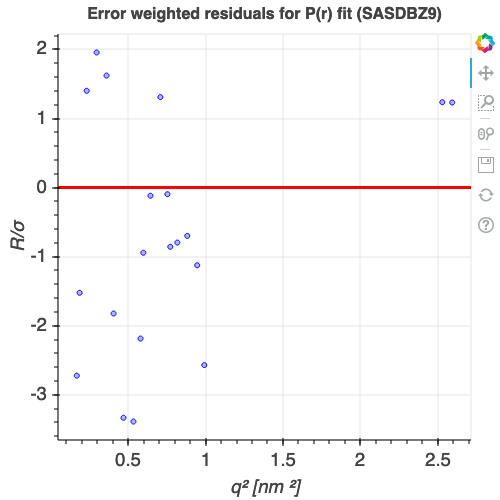 Error weighted residuals for P(r) fit (SASDBZ9)
2
1
0
-1
-2
-3
R/σ
0.5 1 1.5 2 2.5
q² [nm ²]